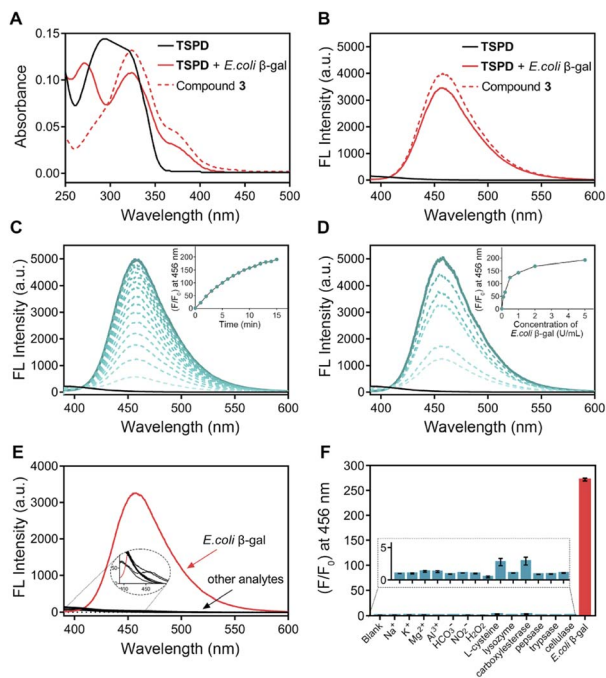 A
TSPD
TSPD + E.coli β-gal
Compound 3
Absorbance
0.15
0.10
0.05
0.00
250 300 350 400 450 500
Wavelength (nm)
B
TSPD
TSPD + E.coli β-gal
Compound 3
FL Intensity (a.u.)
5000
4000
3000
2000
1000
0
400 450 500 550 600
Wavelength (nm)
C
FL Intensity (a.u.)
5000
4000
3000
2000
1000
0
400 450 500 550 600
Wavelength (nm)
(F/F0) at 456 nm
200
150
100
50
0
0 5 10 15
Time (min)
D
FL Intensity (a.u.)
5000
4000
3000
2000
1000
0
400 450 500 550 600
Wavelength (nm)
(F/F0) at 456 nm
200
150
100
50
0
0 1 2 3 4 5
Concentration of
E.coli β-gal (U/mL)
E
FL Intensity (a.u.)
4000
3000
2000
1000
0
400 450 500 550 600
Wavelength (nm)
E.coli β-gal
other analytes
50
0
400 450
F
(F/F0) at 456 nm
300
250
200
150
100
50
0
5
0
Blank
Na+
K+
Mg2+
Al3+
HCO3-
NO2-
H2O2
L-cysteine
lysozyme
carboxylesterase
pepsase
trypsase
cellulase
E.coli β-gal